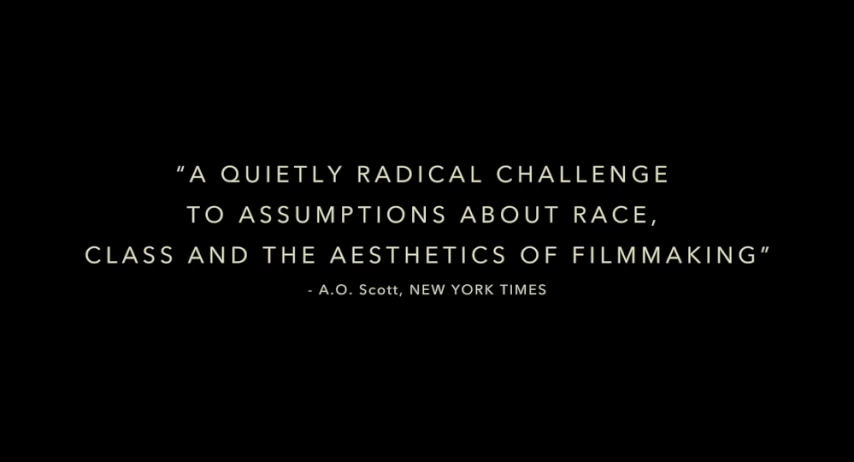 “A QUIETLY RADICAL CHALLENGE
TO ASSUMPTIONS ABOUT RACE,
CLASS AND THE AESTHETICS OF FILMMAKING”
- A.O. Scott, NEW YORK TIMES